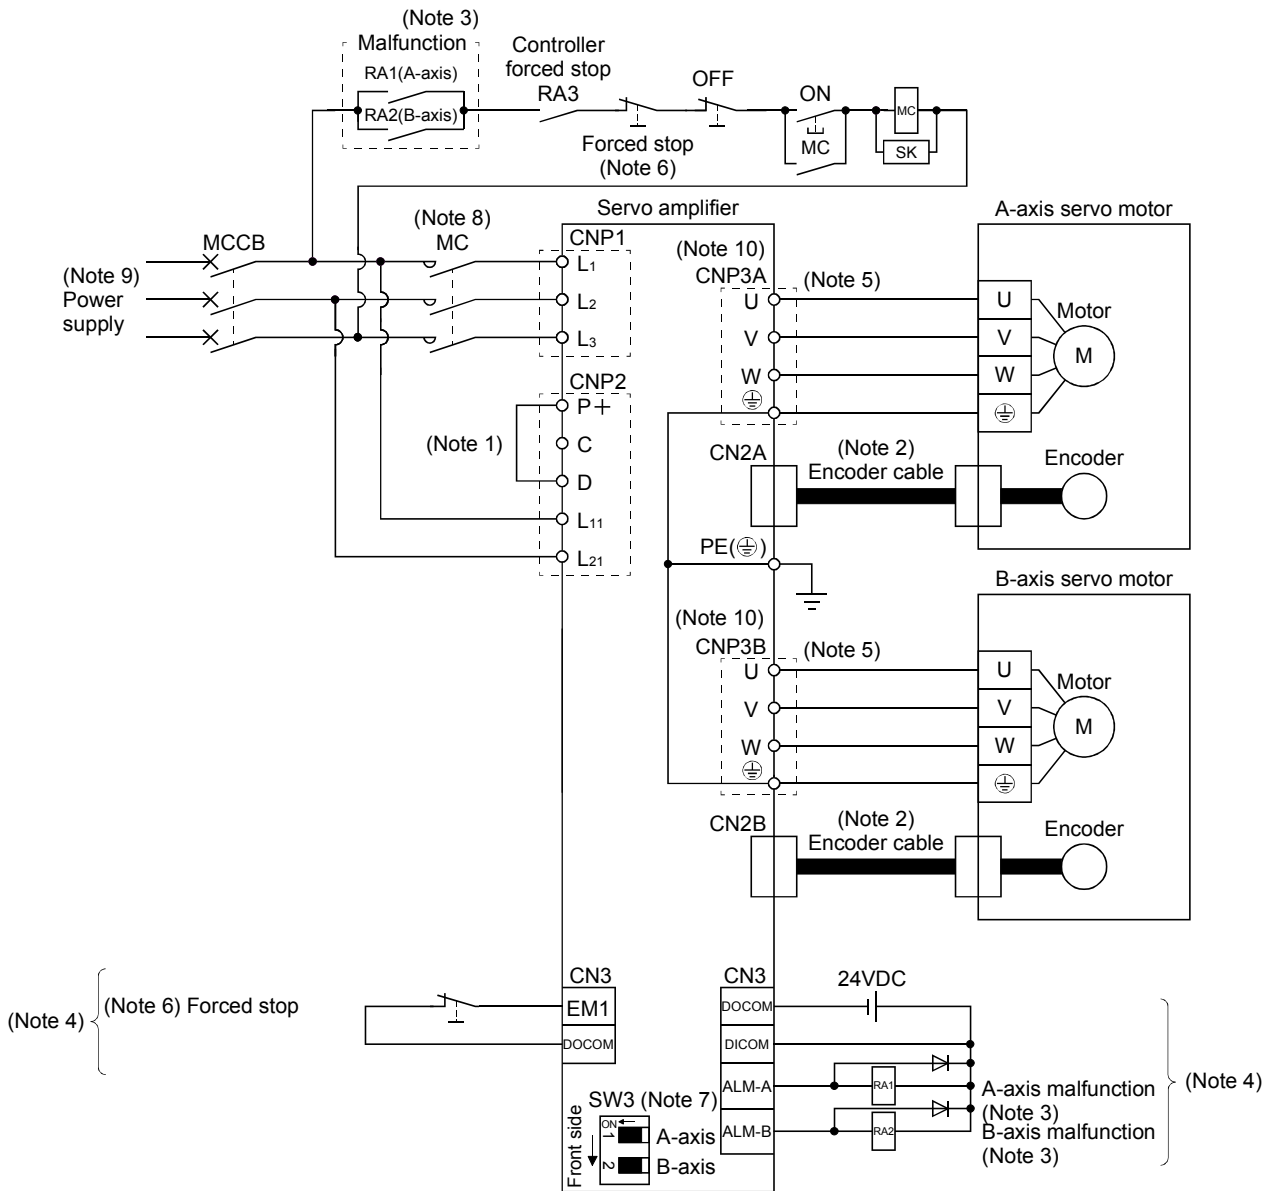 (Note 3)
Malfunction
RA1(A-axis)
RA2(B-axis)
Controller
forced stop
RA3
OFF
ON
MC
SK
Forced stop
(Note 6)
MC
Servo amplifier
A-axis servo motor
(Note 9)
Power
supply
MCCB
(Note 8)
MC
CNP1
L1
L2
L3
CNP2
P+
C
D
L11
L21
(Note 1)
(Note 10)
CNP3A
U
V
W
(Note 5)
U
V
W
Motor
M
CN2A
(Note 2)
Encoder cable
Encoder
PE( )
B-axis servo motor
(Note 10)
CNP3B
U
V
W
(Note 5)
U
V
W
Motor
M
CN2B
(Note 2)
Encoder cable
Encoder
(Note 4)
(Note 6) Forced stop
CN3
EM1
DOCOM
CN3
DOCOM
DICOM
ALM-A
ALM-B
24VDC
RA1
RA2
A-axis malfunction
(Note 3)
B-axis malfunction
(Note 3)
(Note 4)
SW3 (Note 7)
Front side
ON
1
2
A-axis
B-axis